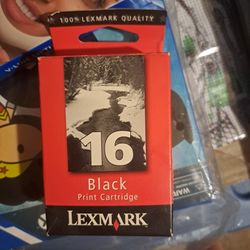 100% LEXMARK QUALITY
16
Black
Print Cartridge
LEXMARK